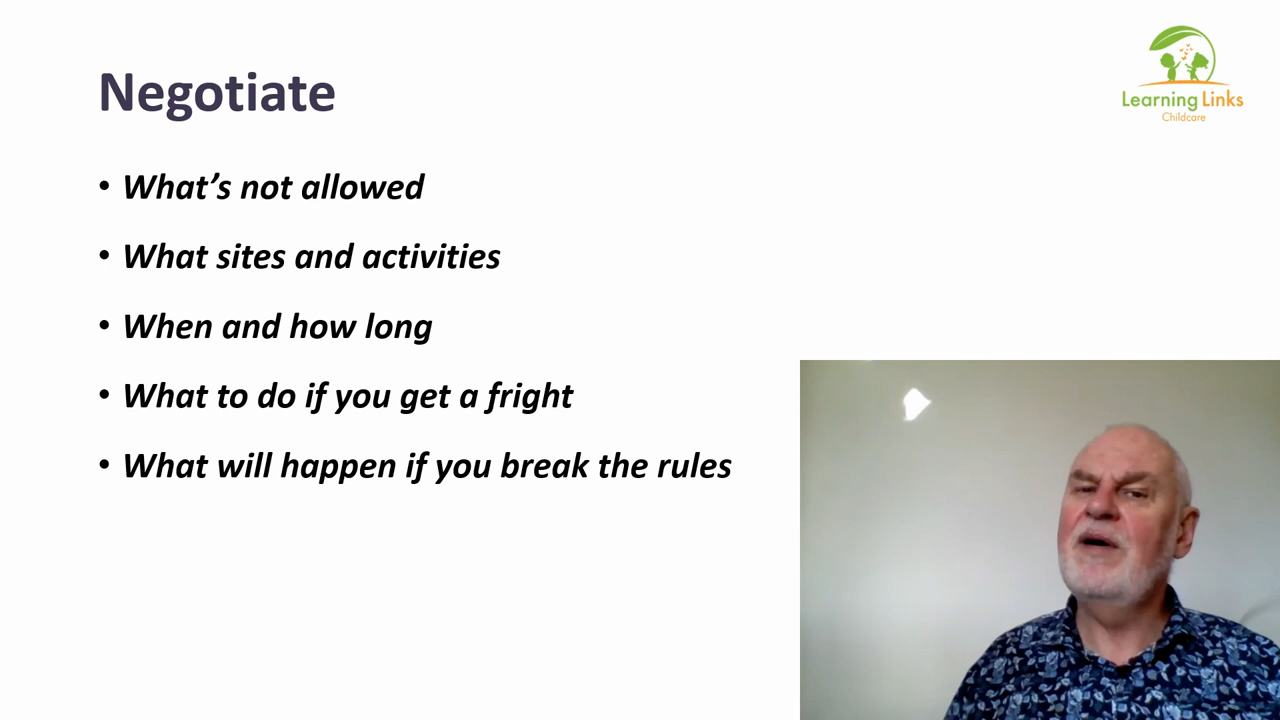 Negotiate
• What's not allowed
• What sites and activities
• When and how long
• What to do if you get a fright
• What will happen if you break the rules
Learning Links
Childcare